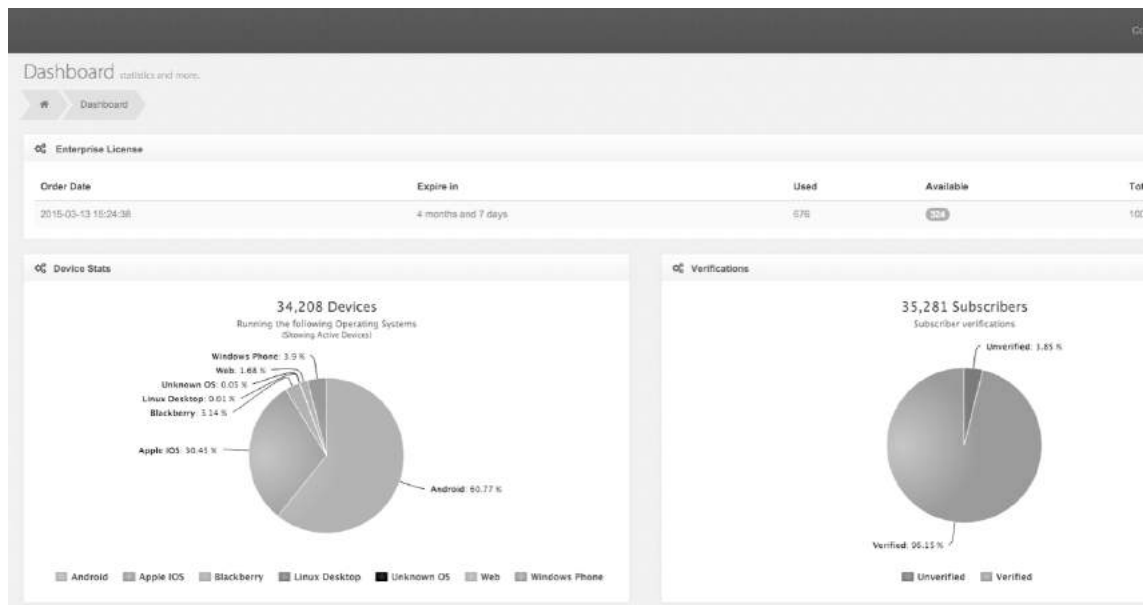 Dashboard statistics and more.
Dashboard
Enterprise License
Order Date Expire in Used Available
2015-03-13 15:24:38 4 months and 7 days 676 324
Device Stats
34,208 Devices
Running the following Operating Systems
(Showing Active Devices)
Windows Phone: 3.9 %
Web: 1.68 %
Unknown OS: 0.05 %
Linux Desktop: 0.01 %
Blackberry: 3.14 %
Apple IOS: 30.45 %
Android: 60.77 %
Android Apple IOS Blackberry Linux Desktop Unknown OS Web Windows Phone
Verifications
35,281 Subscribers
Subscriber verifications
Unverified: 3.85 %
Verified: 96.15 %
Unverified Verified